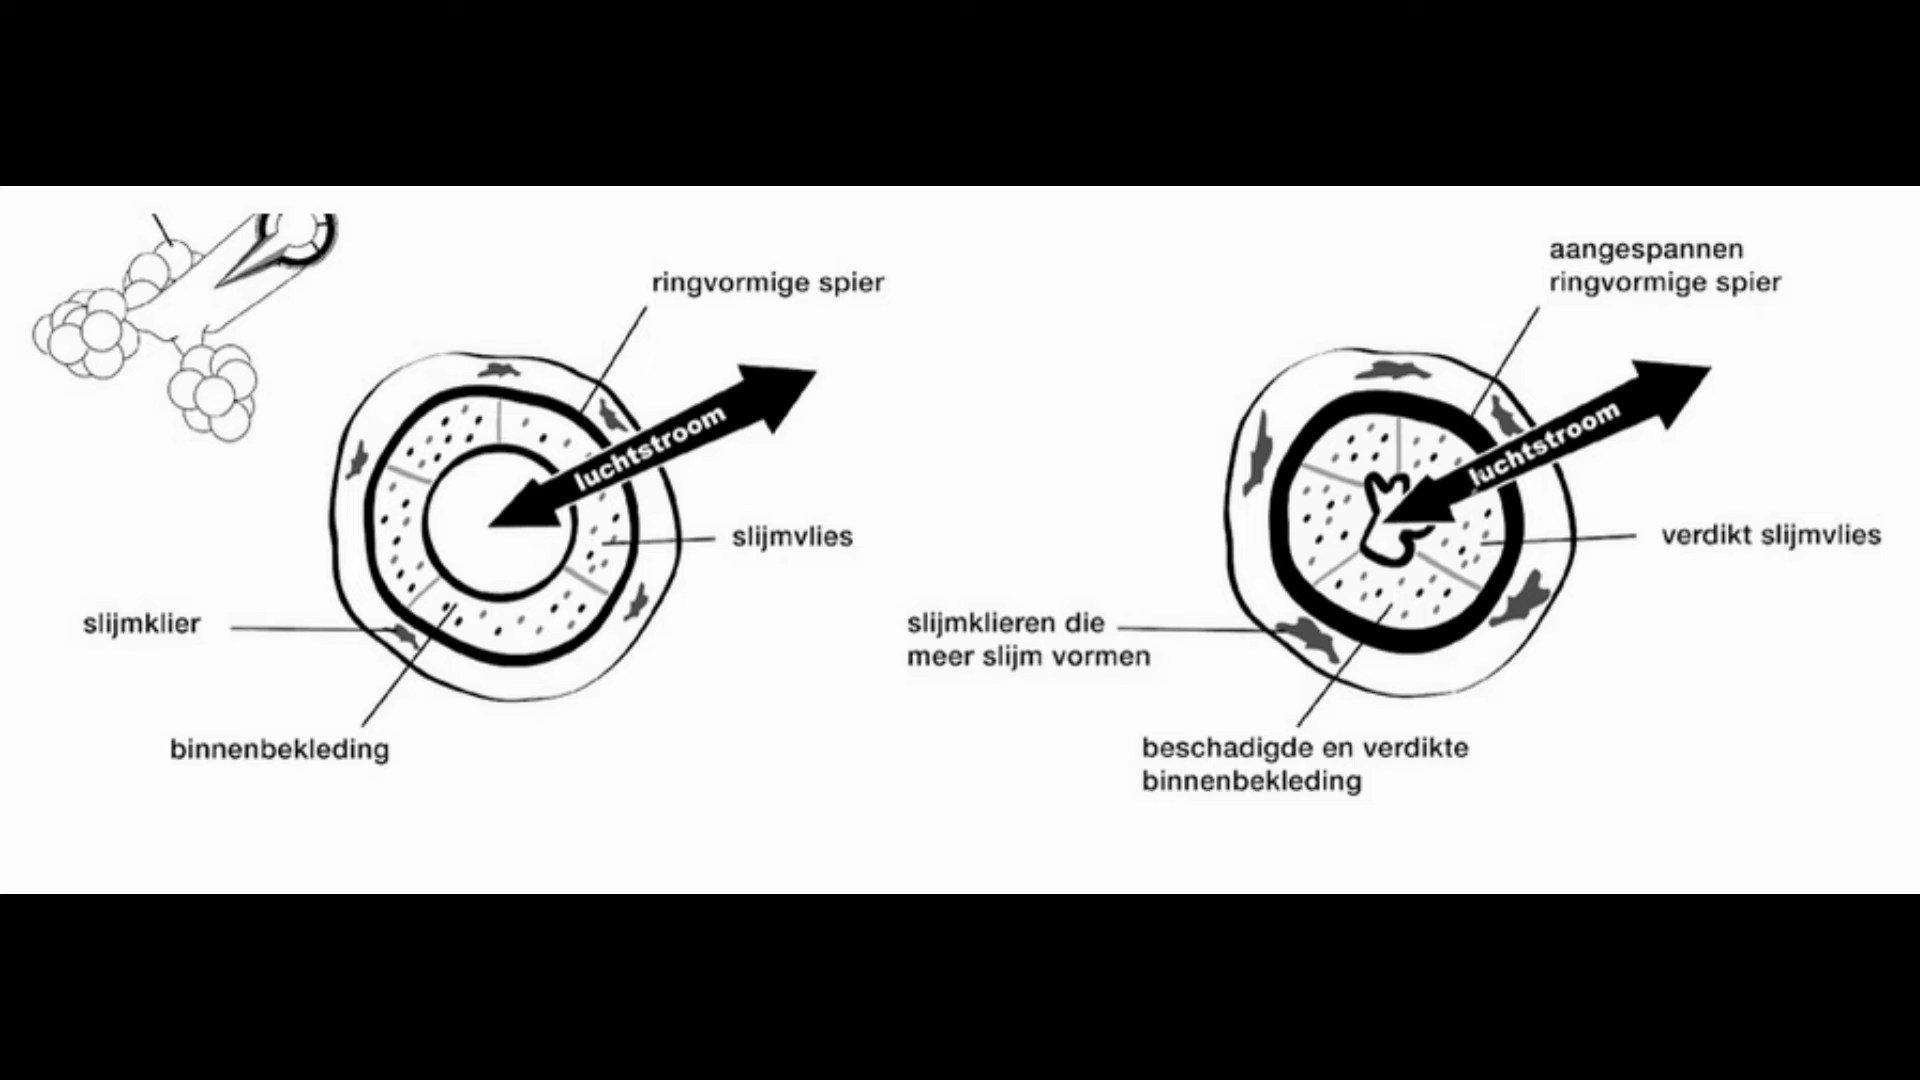 ringvormige spier
luchtstroom
slijmvlies
slijmklier
binnenbekleding
aangespannen
ringvormige spier
luchtstroom
verdikt slijmvlies
slijmklieren die
meer slijm vormen
beschadigde en verdikte
binnenbekleding